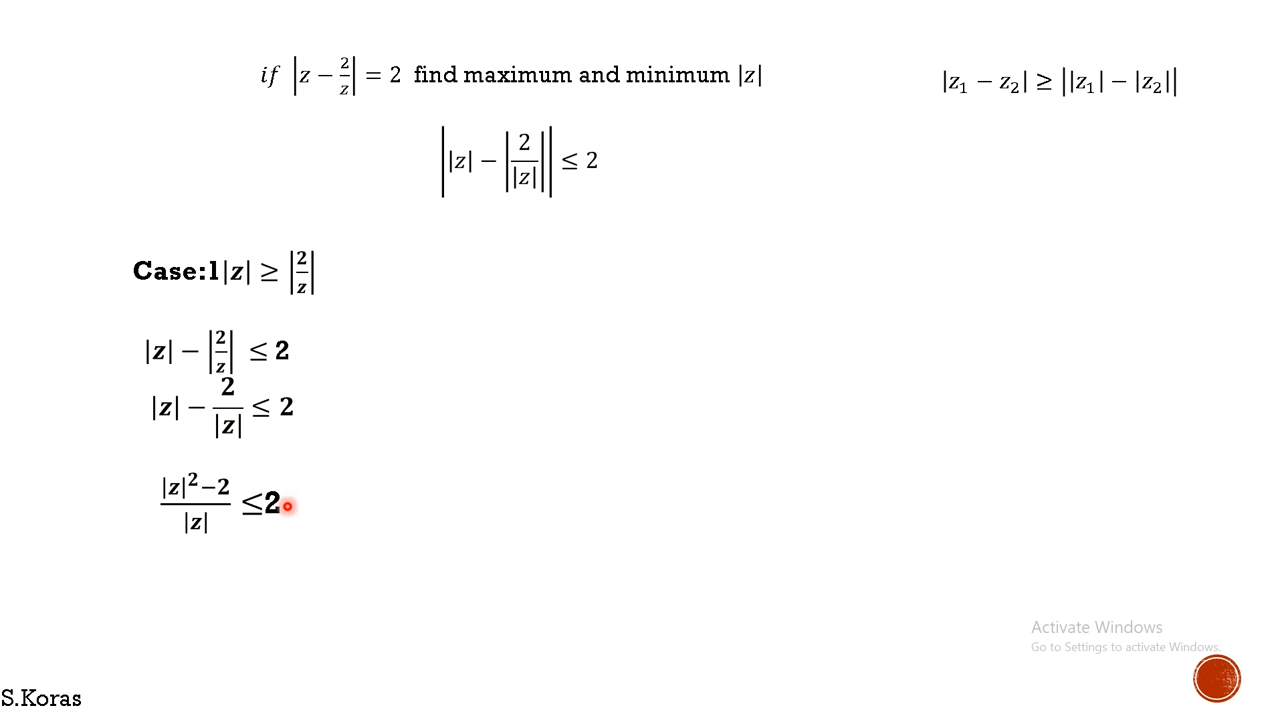 if |z − 2/z| = 2 find maximum and minimum |z|
|z₁ − z₂| ≥ ||z₁| − |z₂||
||z| − |2/|z||| ≤ 2
Case:1|z| ≥ |2/z|
|z| − |2/z| ≤ 2
|z| − 2/|z| ≤ 2
|z|²−2/|z| ≤2
Activate Windows
Go to Settings to activate Windows.
S.Koras